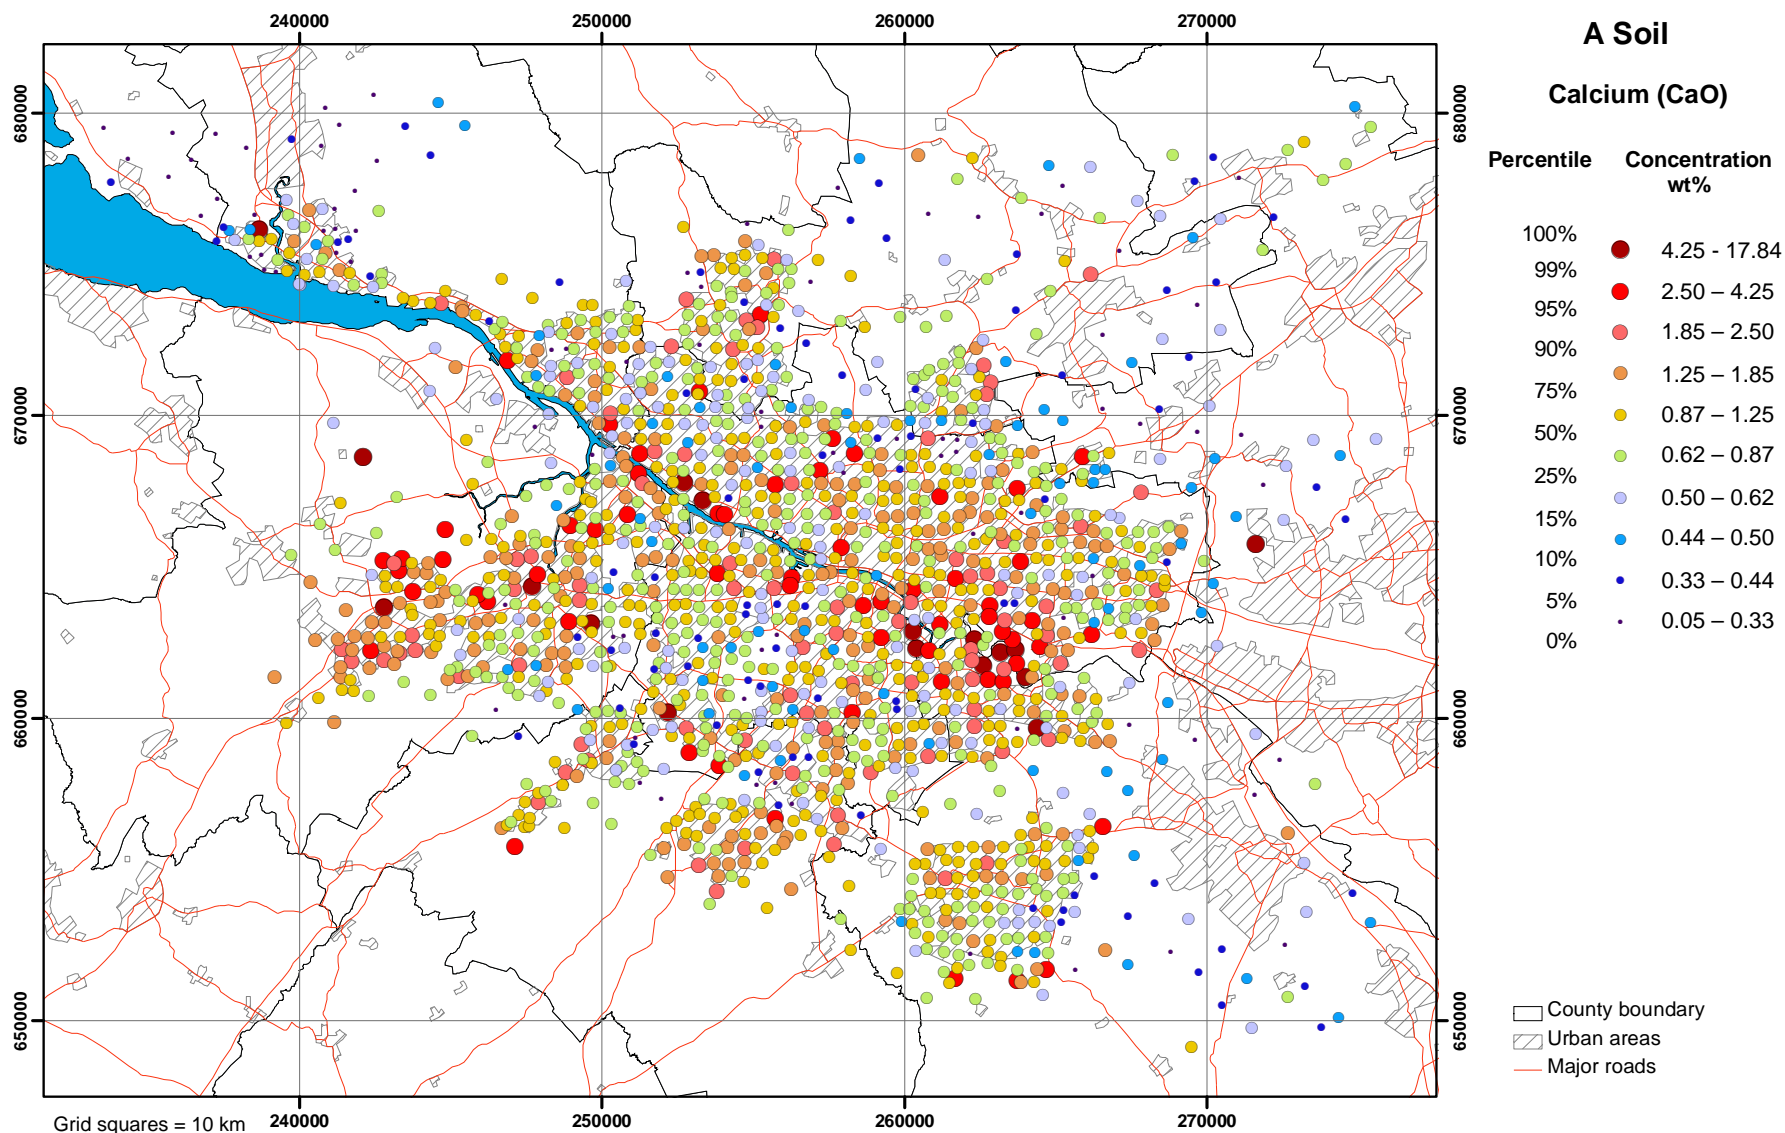 240000 250000 260000 270000
A Soil
Calcium (CaO)
Percentile Concentration
wt%
100%
4.25 - 17.84
99%
2.50 – 4.25
95%
1.85 – 2.50
90%
1.25 – 1.85
75%
0.87 – 1.25
50%
0.62 – 0.87
25%
0.50 – 0.62
15%
0.44 – 0.50
10%
0.33 – 0.44
5%
0.05 – 0.33
0%
680000 680000
670000 670000
660000 660000
650000 650000
County boundary
Urban areas
Major roads
240000 250000 260000 270000
Grid squares = 10 km